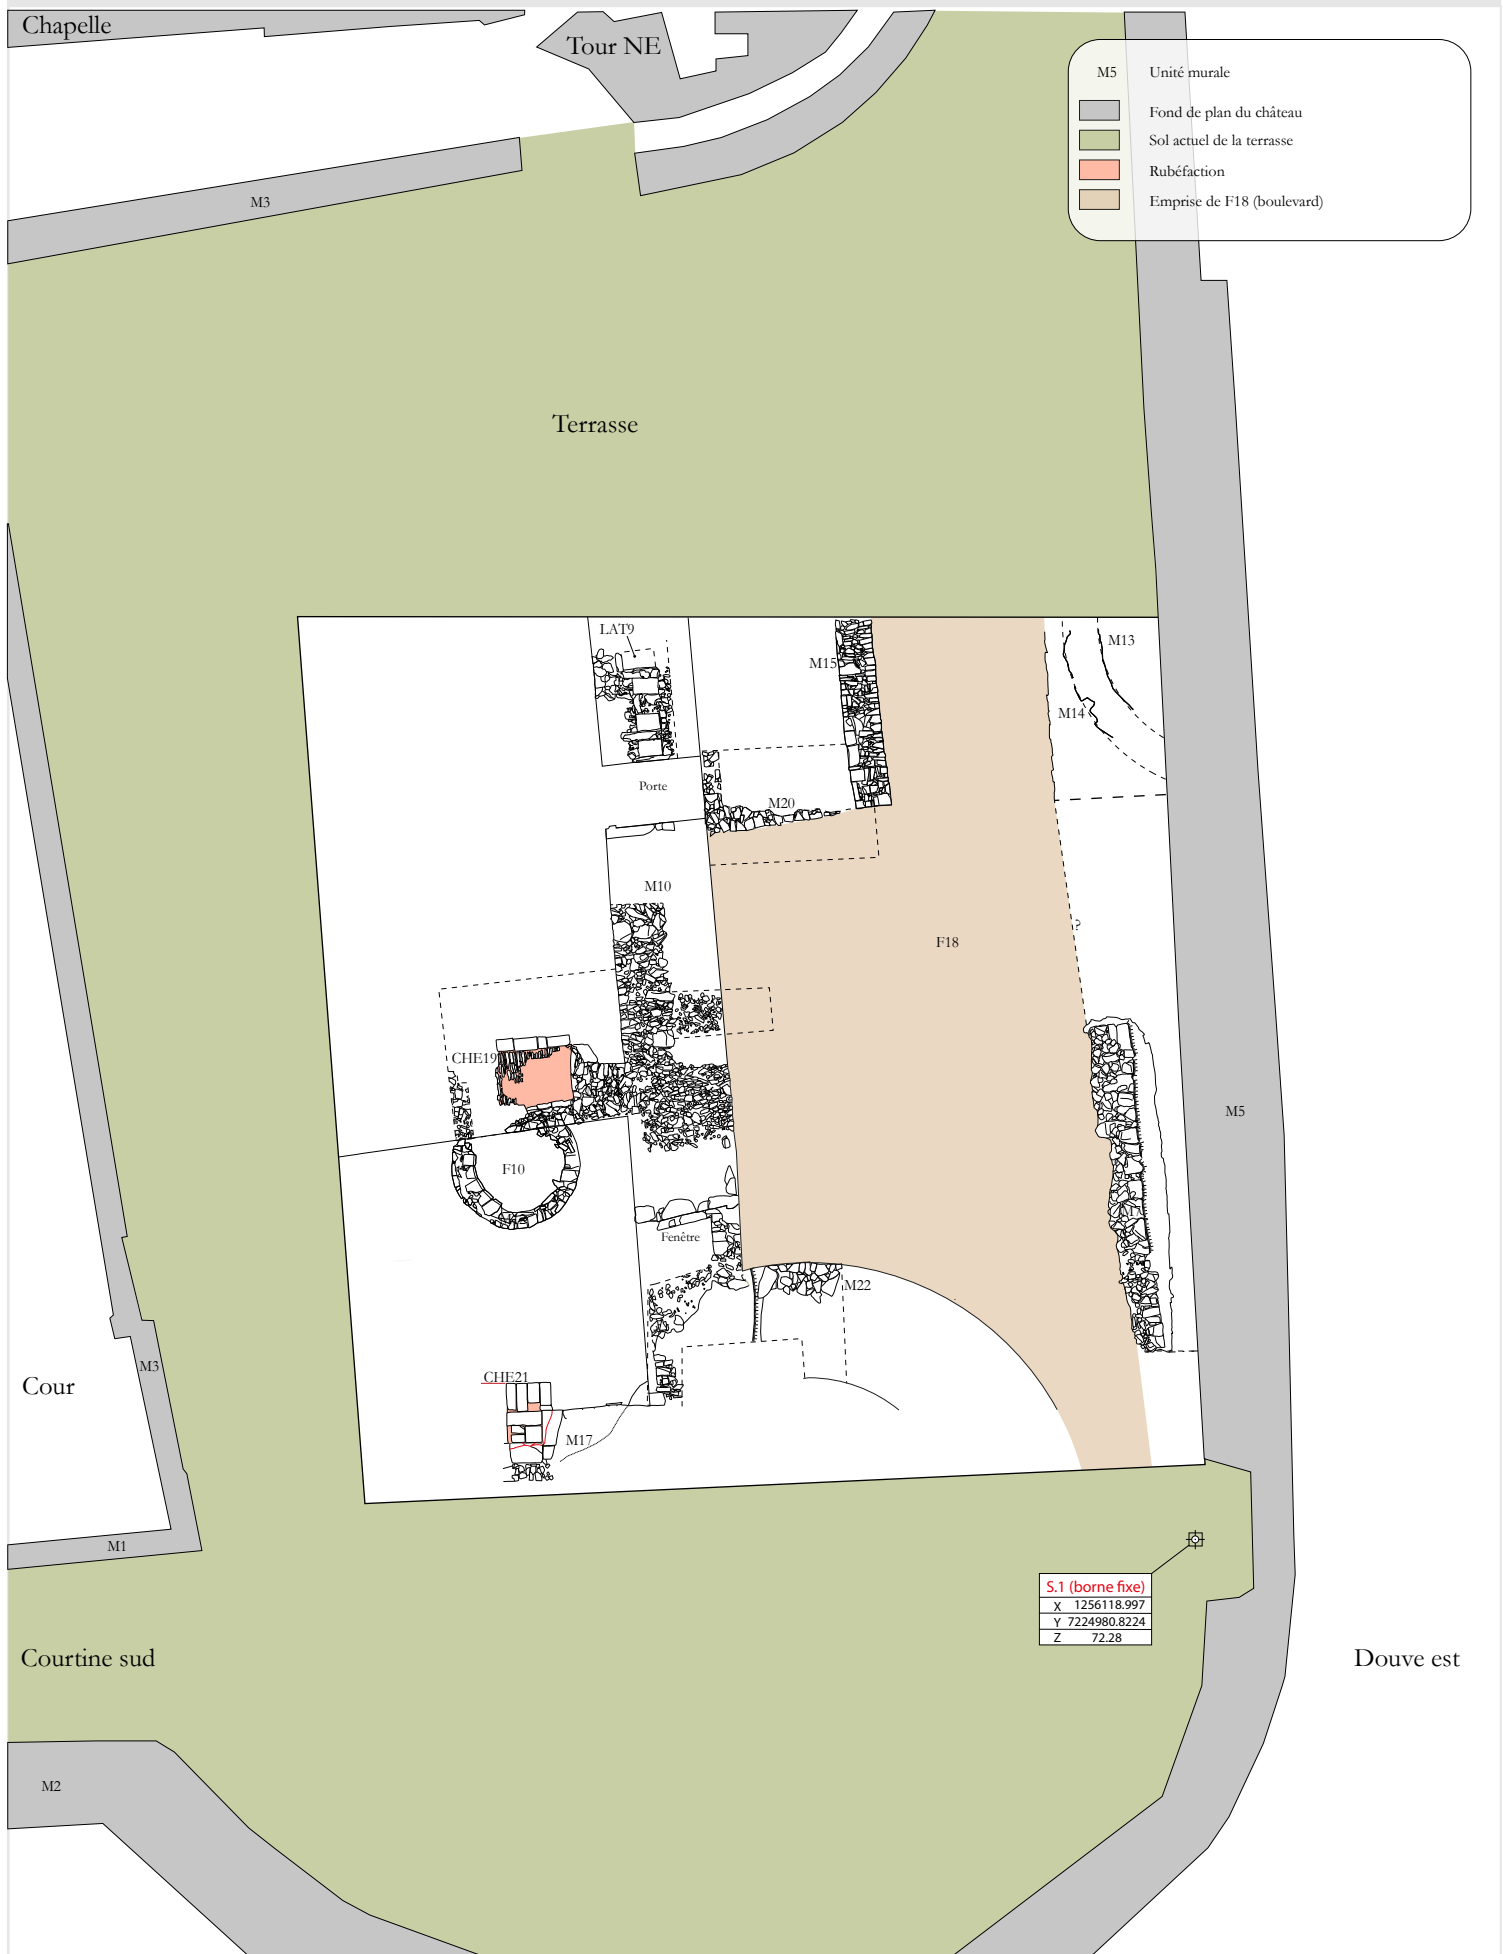 Chapelle
Tour NE
M5 Unité murale
Fond de plan du château
Sol actuel de la terrasse
Rubéfaction
Emprise de F18 (boulevard)
M3
Terrasse
LAT9
M15
M13
M14
Porte
M20
M10
F18
?
CHE19
M5
F10
Fenêtre
M22
M3
Cour
CHE21
M17
M1
S.1 (borne fixe)
X 1256118.997
Y 7224980.8224
Z 72.28
Courtine sud
Douve est
M2